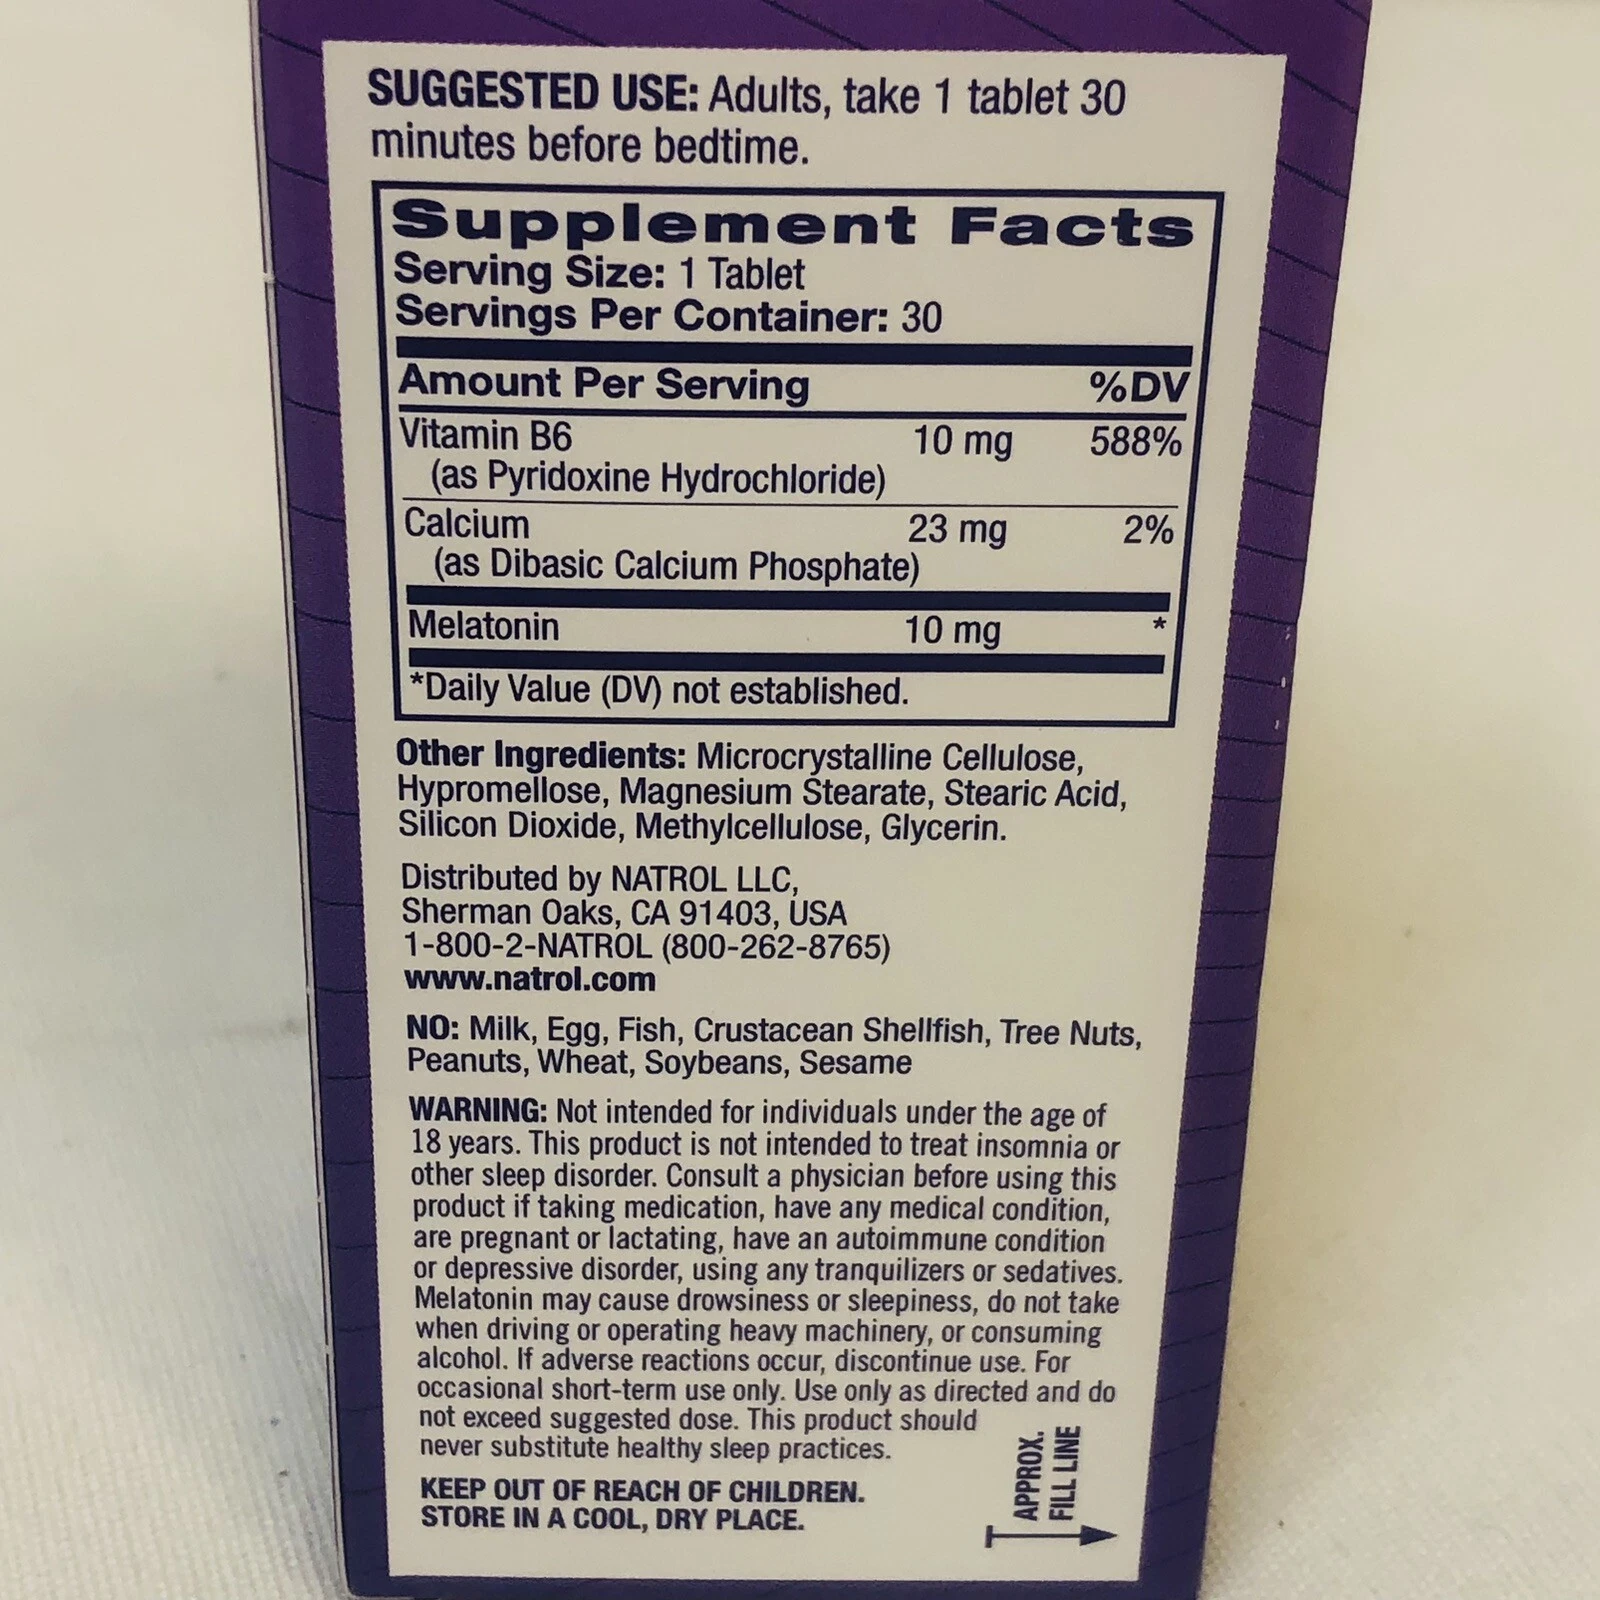 SUGGESTED USE: Adults, take 1 tablet 30
minutes before bedtime.
Supplement Facts
Serving Size: 1 Tablet
Servings Per Container: 30
Amount Per Serving %DV
Vitamin B6 10 mg 588%
(as Pyridoxine Hydrochloride)
Calcium 23 mg 2%
(as Dibasic Calcium Phosphate)
Melatonin 10 mg *
*Daily Value (DV) not established.
Other Ingredients: Microcrystalline Cellulose,
Hypromellose, Magnesium Stearate, Stearic Acid,
Silicon Dioxide, Methylcellulose, Glycerin.
Distributed by NATROL LLC,
Sherman Oaks, CA 91403, USA
1-800-2-NATROL (800-262-8765)
www.natrol.com
NO: Milk, Egg, Fish, Crustacean Shellfish, Tree Nuts,
Peanuts, Wheat, Soybeans, Sesame
WARNING: Not intended for individuals under the age of
18 years. This product is not intended to treat insomnia or
other sleep disorder. Consult a physician before using this
product if taking medication, have any medical condition,
are pregnant or lactating, have an autoimmune condition
or depressive disorder, using any tranquilizers or sedatives.
Melatonin may cause drowsiness or sleepiness, do not take
when driving or operating heavy machinery, or consuming
alcohol. If adverse reactions occur, discontinue use. For
occasional short-term use only. Use only as directed and do
not exceed suggested dose. This product should
never substitute healthy sleep practices.
KEEP OUT OF REACH OF CHILDREN.
STORE IN A COOL, DRY PLACE.
APPROX.
FILL LINE